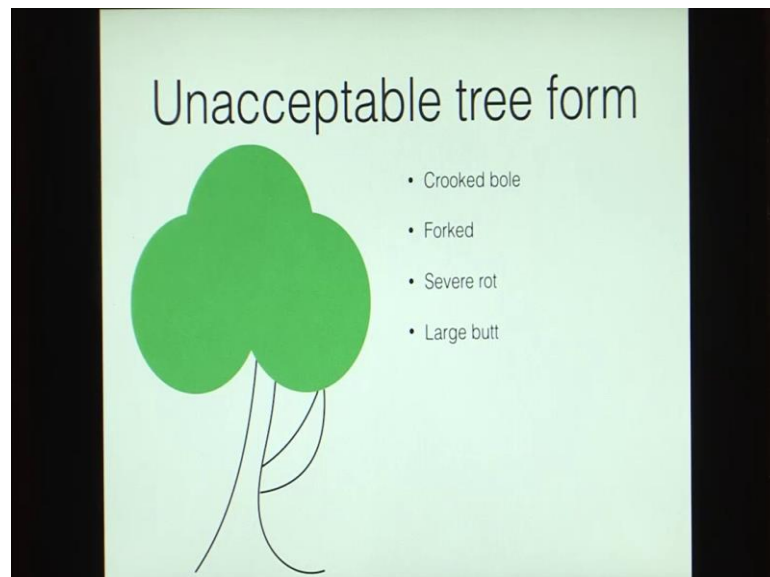 Unacceptable tree form
• Crooked bole
• Forked
• Severe rot
• Large butt